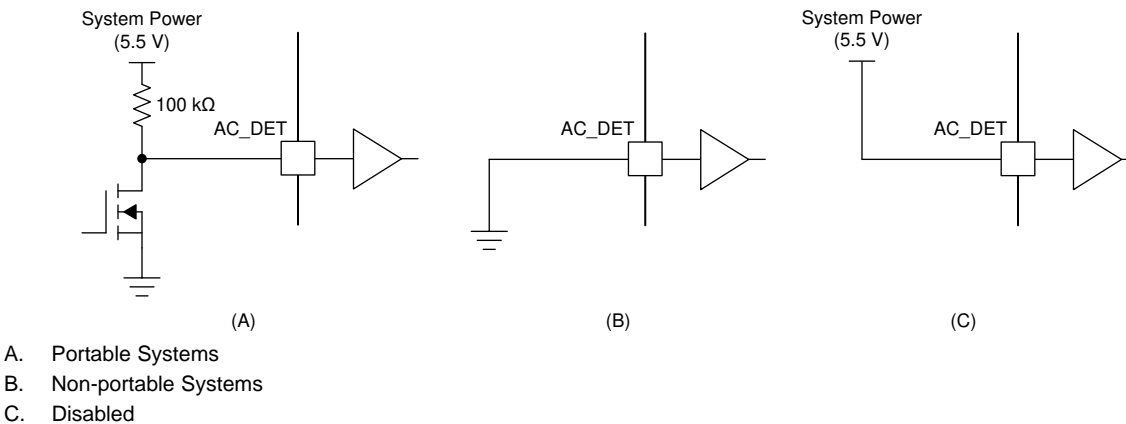 System Power
(5.5 V)
100 kΩ
AC_DET
(A)
AC_DET
(B)
System Power
(5.5 V)
AC_DET
(C)
A. Portable Systems
B. Non-portable Systems
C. Disabled